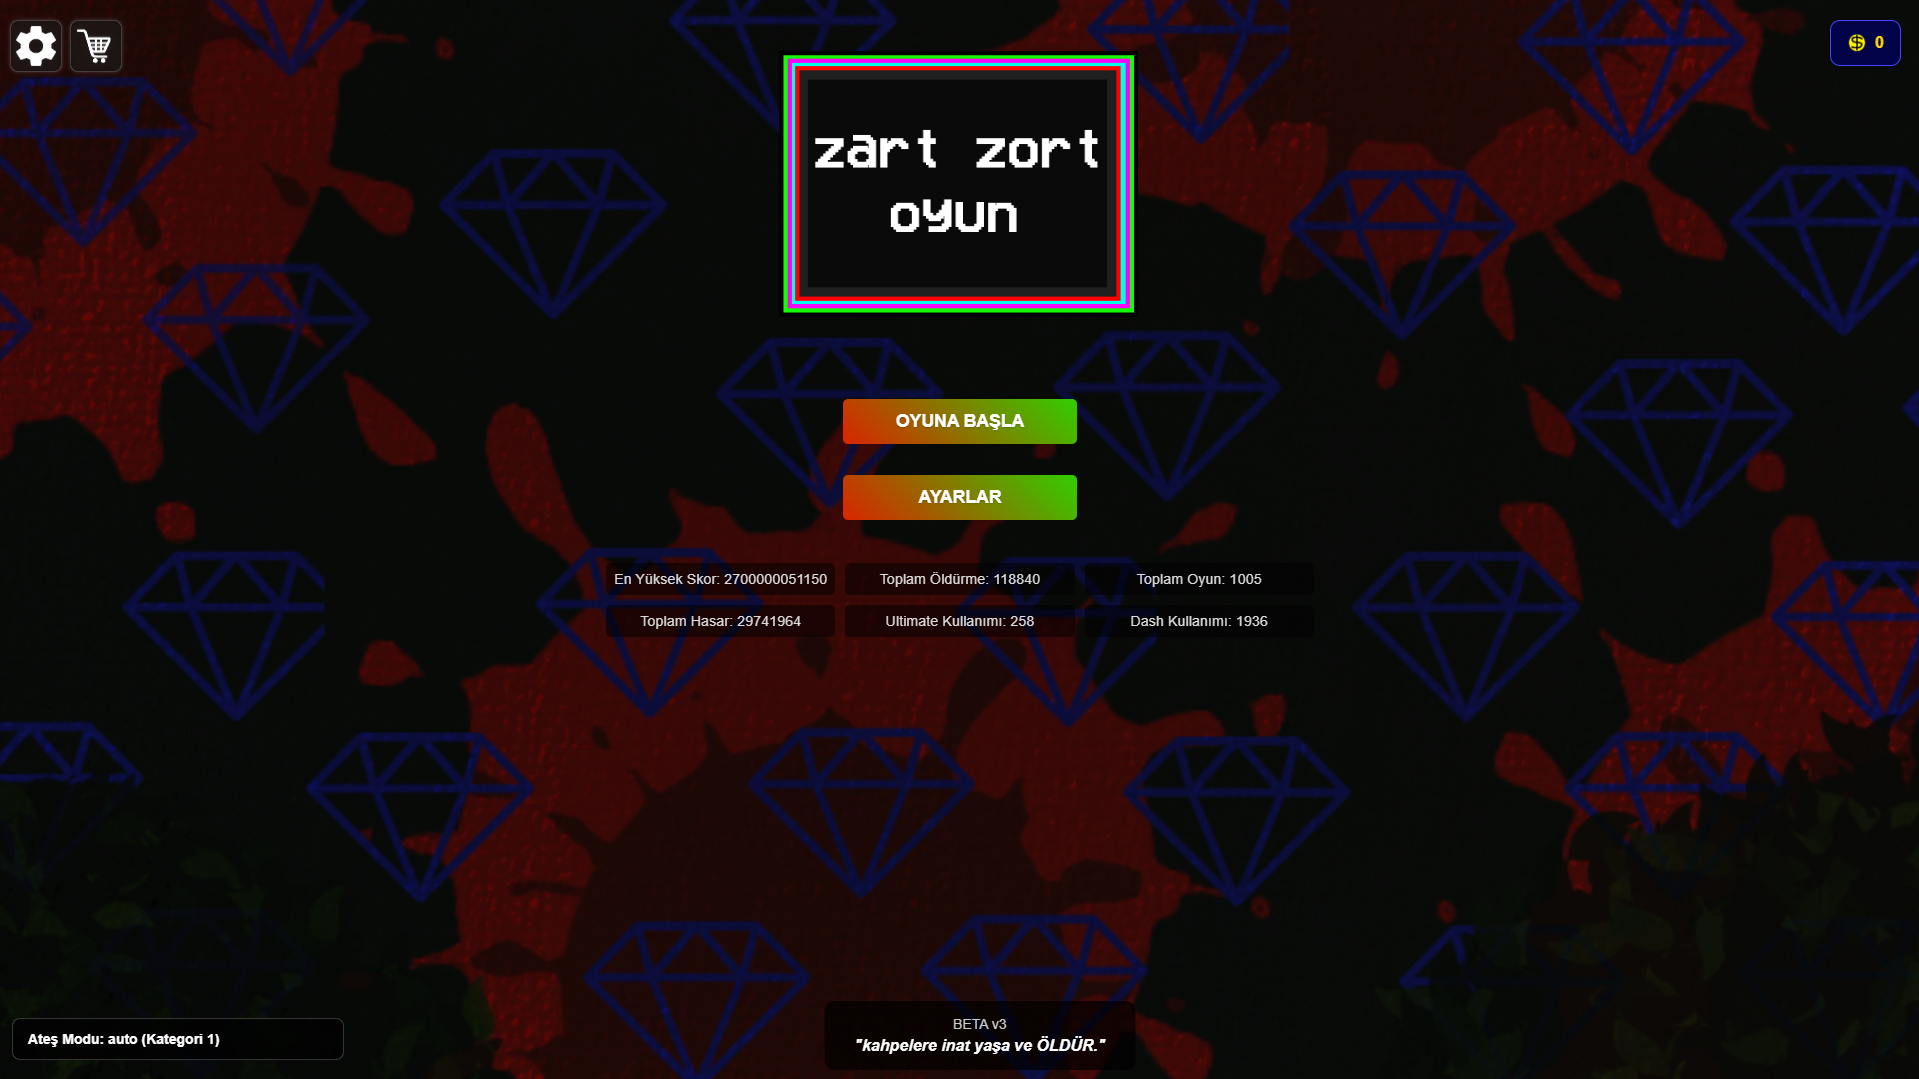 0
zart zort
oyun
OYUNA BAŞLA
AYARLAR
En Yüksek Skor: 2700000051150
Toplam Öldürme: 118840
Toplam Oyun: 1005
Toplam Hasar: 29741964
Ultimate Kullanımı: 258
Dash Kullanımı: 1936
Ateş Modu: auto (Kategori 1)
BETA v3
"kahpelere inat yaşa ve ÖLDÜR."